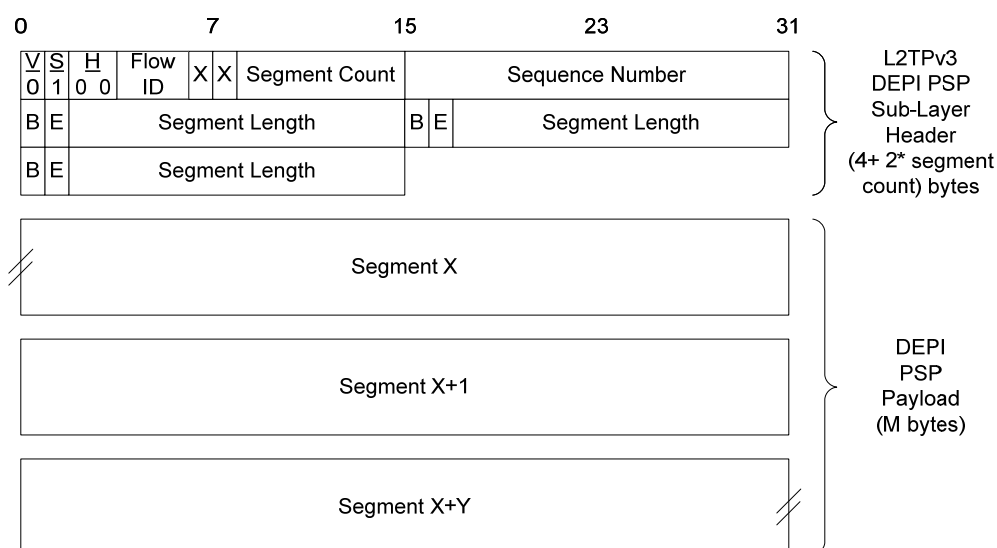 0 7 15 23 31
V S H Flow X X Segment Count Sequence Number
0 1 0 0 ID
B E Segment Length B E Segment Length
B E Segment Length
L2TPv3
DEPI PSP
Sub-Layer
Header
(4+ 2* segment
count) bytes
Segment X
Segment X+1
Segment X+Y
DEPI
PSP
Payload
(M bytes)